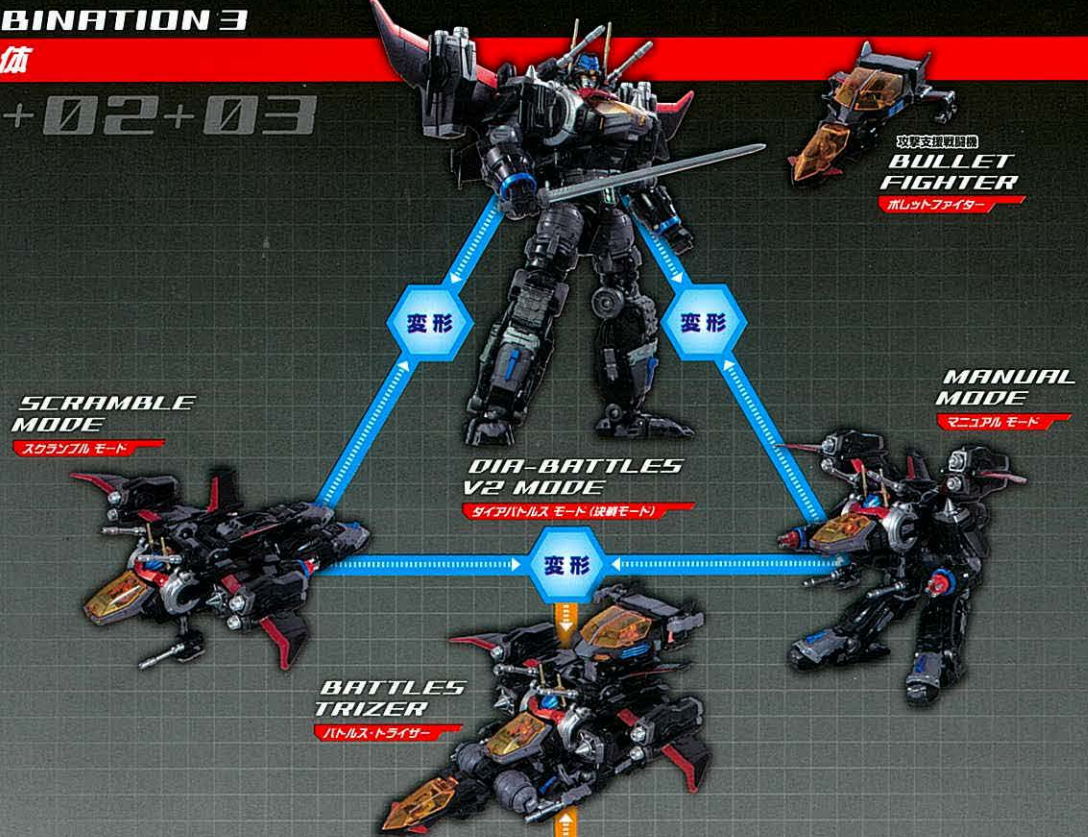 BINATION 3
体
+02+03
攻撃支援戦闘機
BULLET
FIGHTER
ボレットファイター
変形
変形
SCRAMBLE
MODE
スクランブル モード
MANUAL
MODE
マニュアル モード
DIA-BATTLES
V2 MODE
ダイアバトルス モード(決戦モード)
変形
BATTLES
TRIZER
バトルス・トライザー